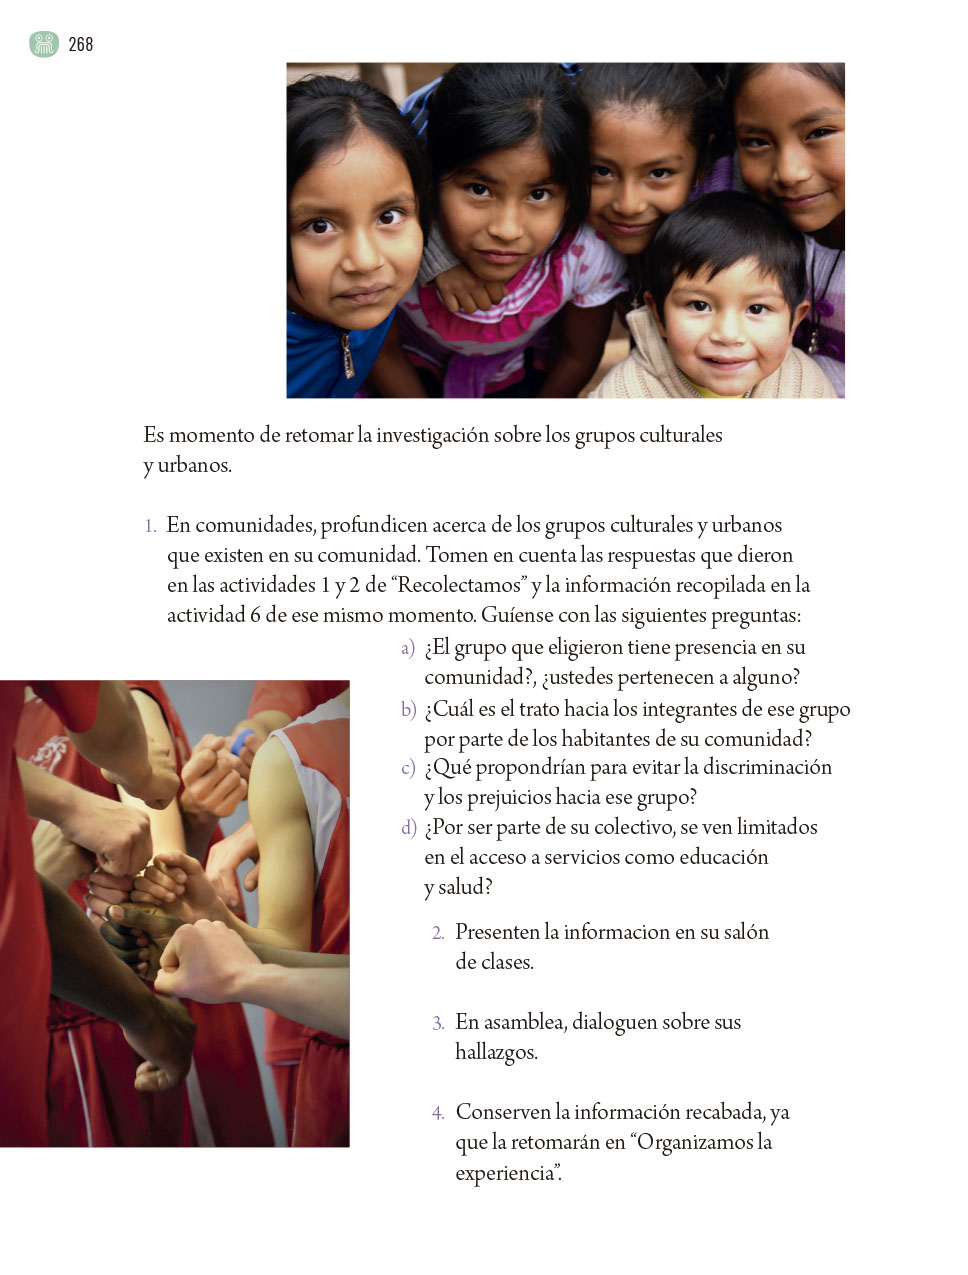 268
Es momento de retomar la investigación sobre los grupos culturales
y urbanos.
1. En comunidades, profundicen acerca de los grupos culturales y urbanos
que existen en su comunidad. Tomen en cuenta las respuestas que dieron
en las actividades 1 y 2 de “Recolectamos” y la información recopilada en la
actividad 6 de ese mismo momento. Guíense con las siguientes preguntas:
a) ¿El grupo que eligieron tiene presencia en su
comunidad?, ¿ustedes pertenecen a alguno?
b) ¿Cuál es el trato hacia los integrantes de ese grupo
por parte de los habitantes de su comunidad?
c) ¿Qué propondrían para evitar la discriminación
y los prejuicios hacia ese grupo?
d) ¿Por ser parte de su colectivo, se ven limitados
en el acceso a servicios como educación
y salud?
2. Presenten la informacion en su salón
de clases.
3. En asamblea, dialoguen sobre sus
hallazgos.
4. Conserven la información recabada, ya
que la retomarán en “Organizamos la
experiencia”.